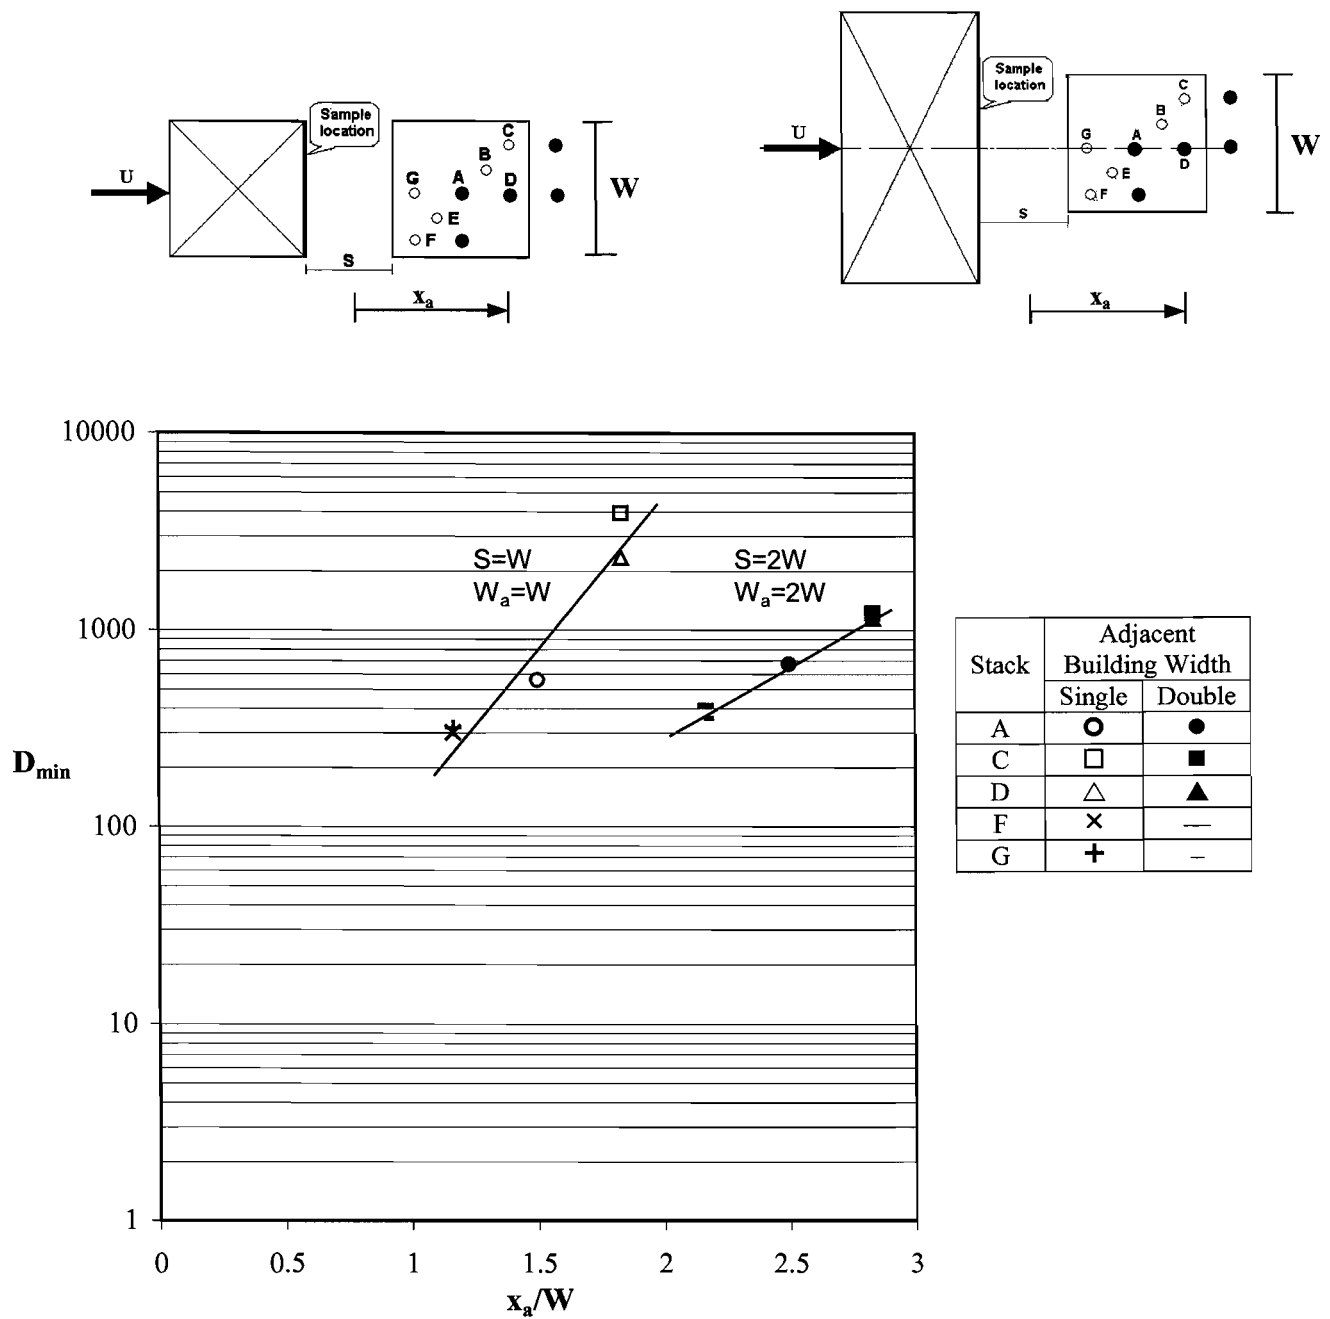 Sample
location
U
G
A
B
C
D
E
F
S
W
xₐ
Sample
location
U
G
A
B
C
D
E
F
S
W
xₐ
10000
1000
100
10
1
Dₘᵢₙ
S=W
Wₐ=W
S=2W
Wₐ=2W
0
0.5
1
1.5
2
2.5
3
xₐ/W
Stack
Adjacent
Building Width
Single Double
A
C
D
F
G